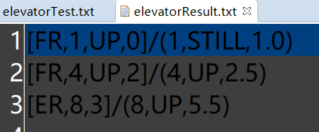 elevatorTest.txt elevatorResult.txt
1 [FR,1,UP,0]/(1,STILL,1.0)
2 [FR,4,UP,2]/(4,UP,2.5)
3 [ER,8,3]/(8,UP,5.5)